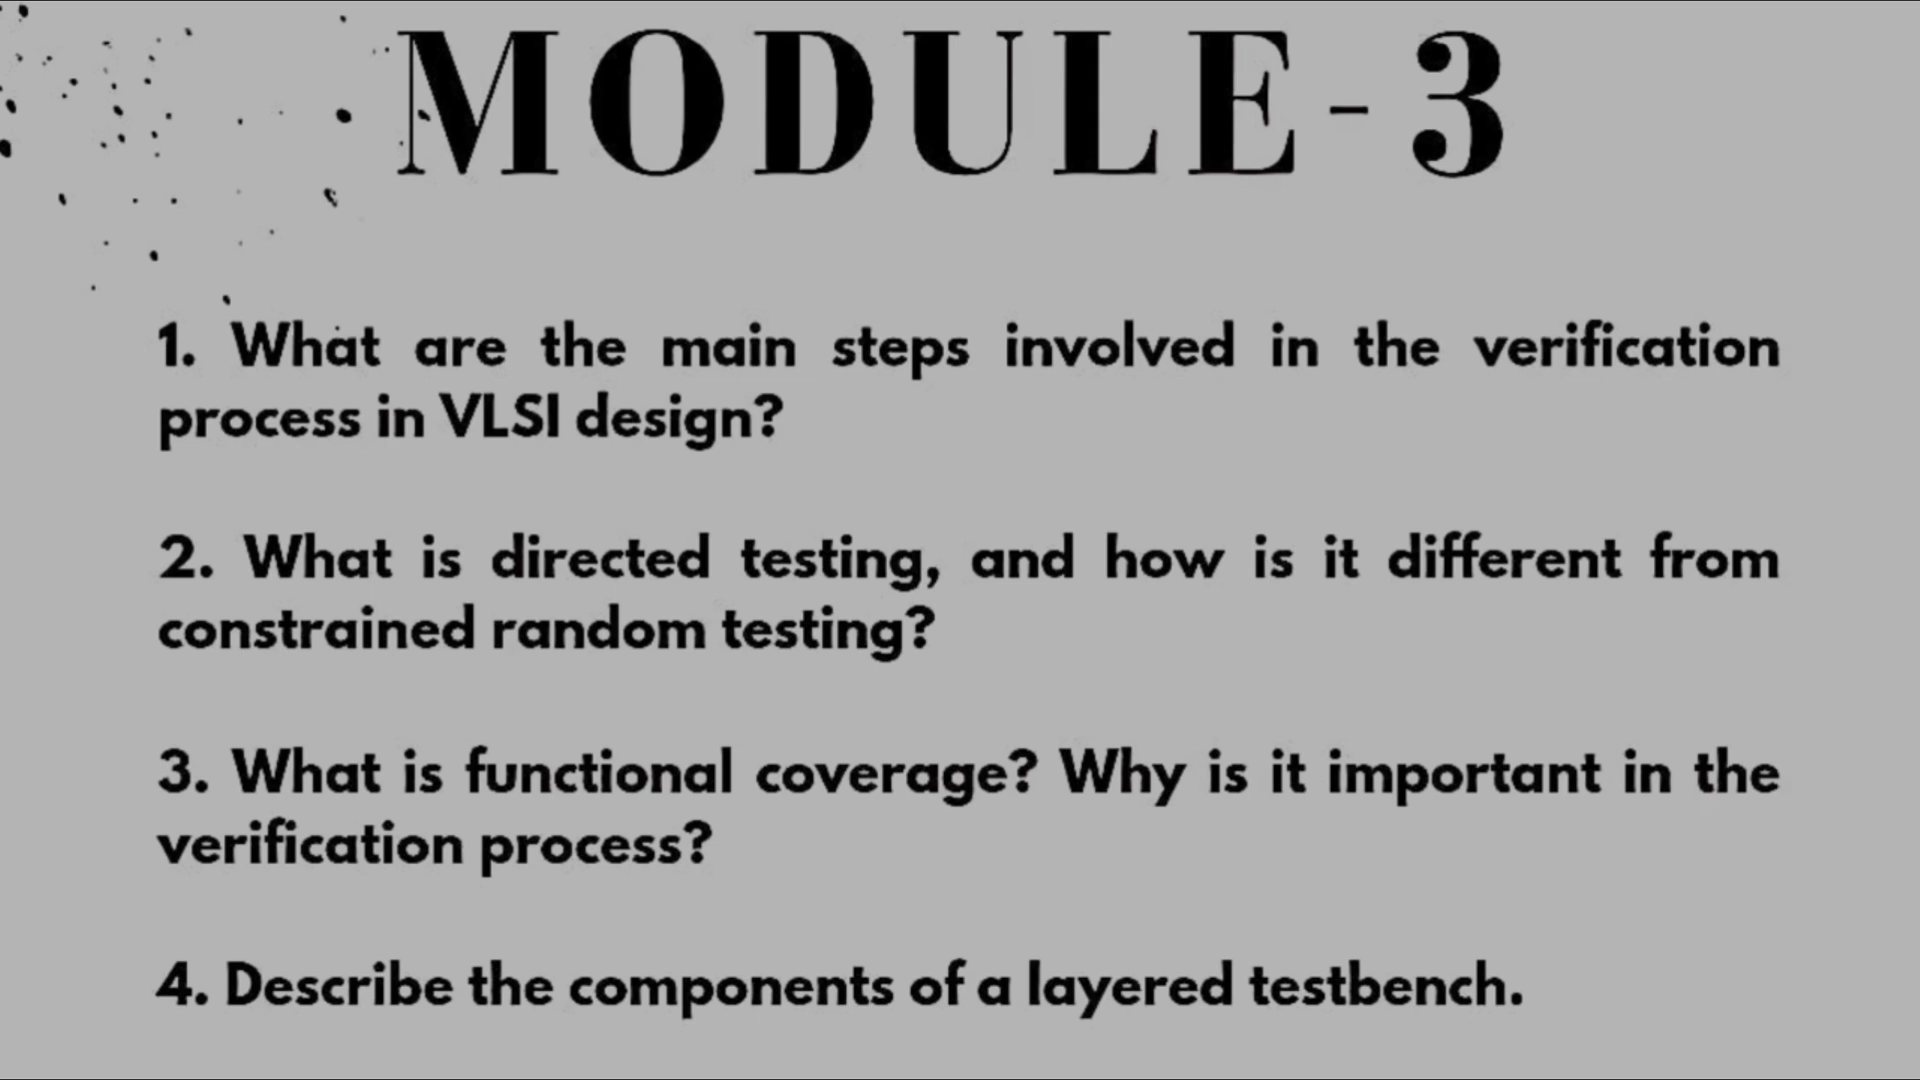 MODULE-3
1. What are the main steps involved in the verification
process in VLSI design?
2. What is directed testing, and how is it different from
constrained random testing?
3. What is functional coverage? Why is it important in the
verification process?
4. Describe the components of a layered testbench.